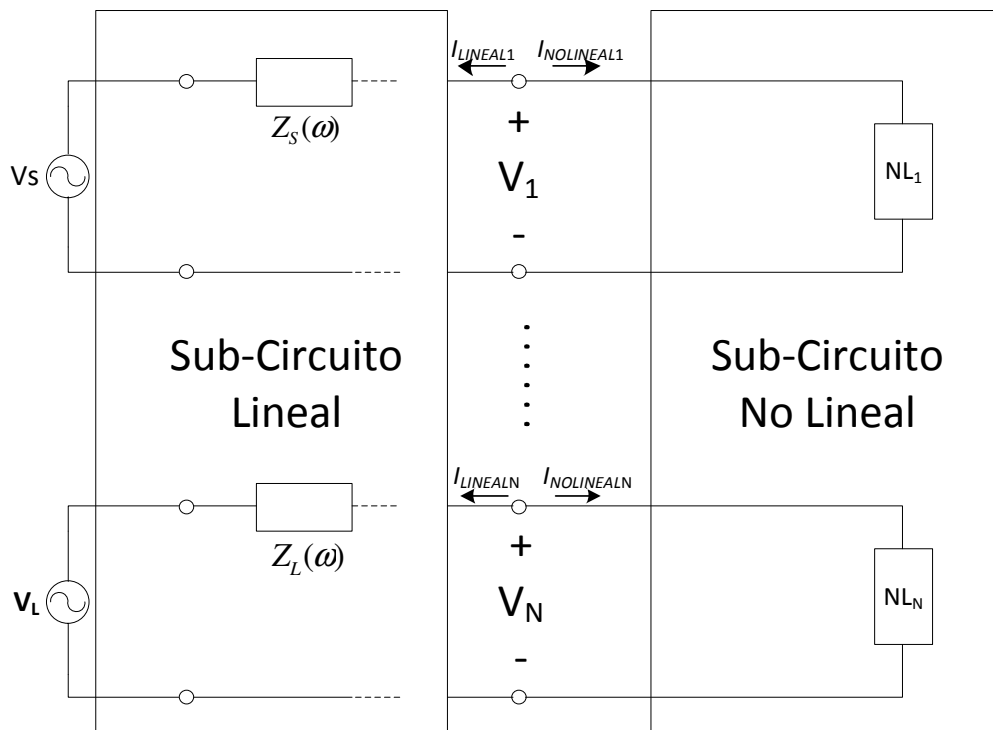 I_LINEAL1 I_NOLINEAL1
Z_S(ω)
+
Vs
V_1
NL_1
-
Sub-Circuito
Lineal
Sub-Circuito
No Lineal
I_LINEALN I_NOLINEALN
Z_L(ω)
+
V_L
V_N
NL_N
-